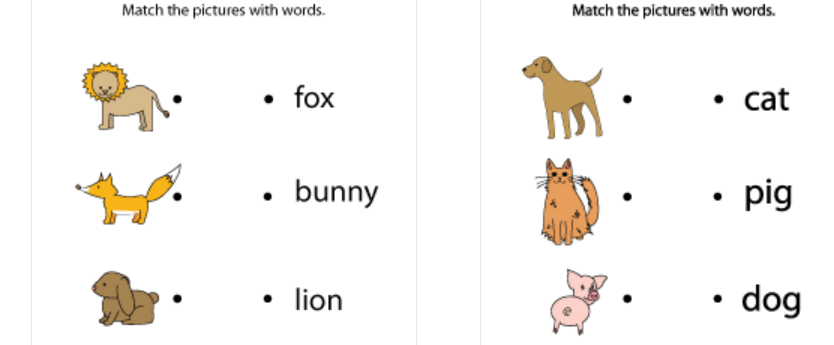 Match the pictures with words.
fox
bunny
lion
Match the pictures with words.
cat
pig
dog